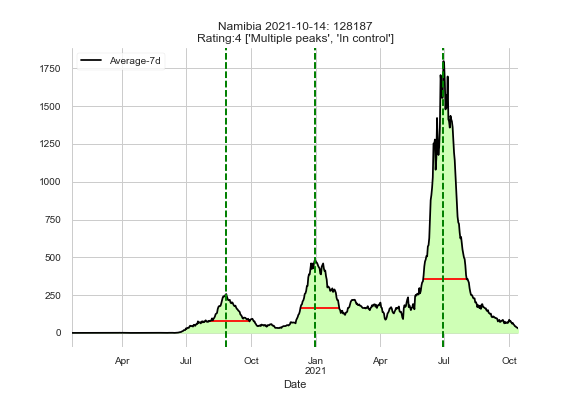 Namibia 2021-10-14: 128187
Rating:4 ['Multiple peaks', 'In control']
Average-7d
1750
1500
1250
1000
750
500
250
0
Apr Jul Oct Jan Apr Jul Oct
2021
Date